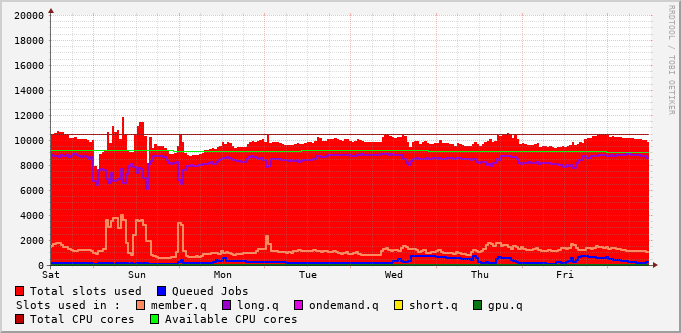 RRDTOOL / TOBI OETIKER
20000
18000
16000
14000
12000
10000
8000
6000
4000
2000
0
Sat Sun Mon Tue Wed Thu Fri
Total slots used Queued Jobs
Slots used in : member.q long.q ondemand.q short.q gpu.q
Total CPU cores Available CPU cores